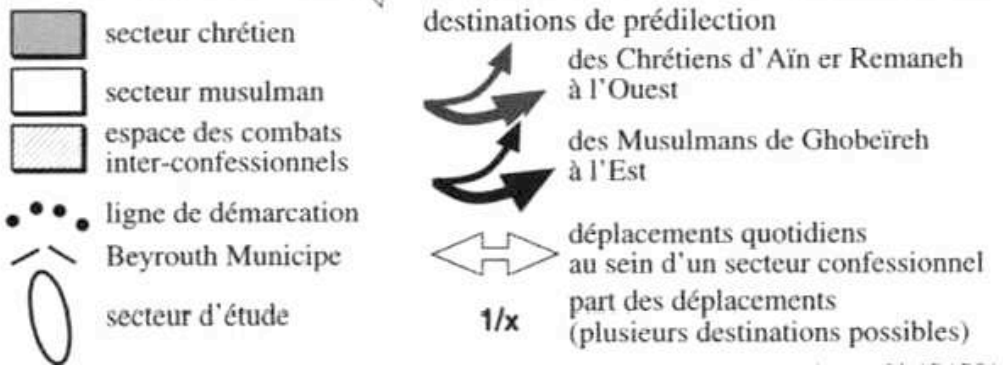 secteur chrétien
secteur musulman
espace des combats
inter-confessionnels
ligne de démarcation
Beyrouth Municipe
secteur d'étude
destinations de prédilection
des Chrétiens d'Aïn er Remaneh
à l'Ouest
des Musulmans de Ghobeïreh
à l'Est
déplacements quotidiens
au sein d'un secteur confessionnel
1/x
part des déplacements
(plusieurs destinations possibles)